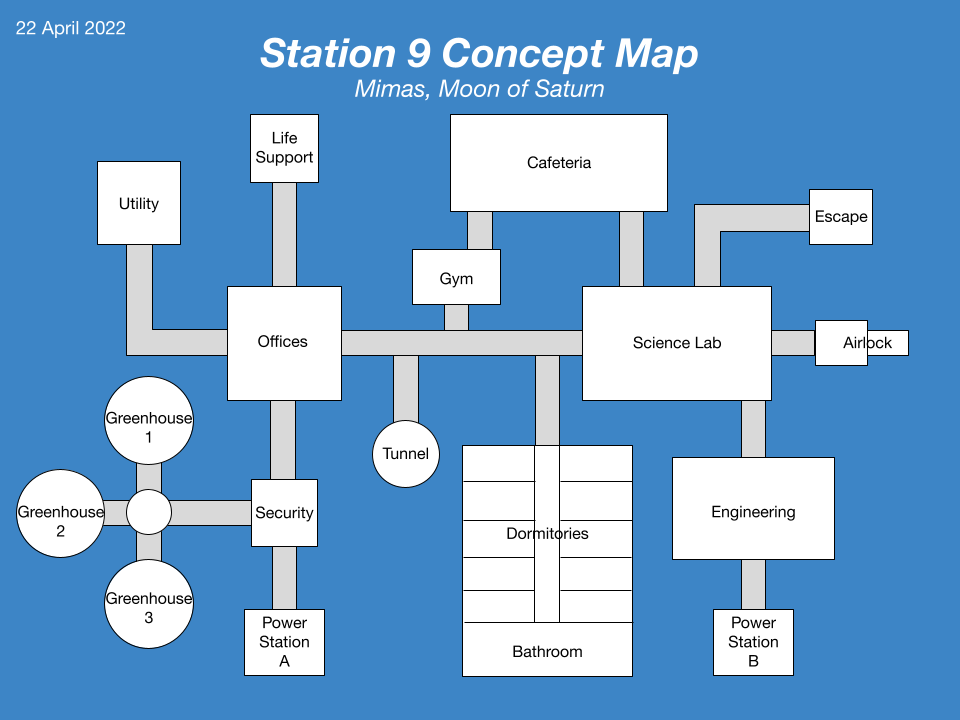 22 April 2022
Station 9 Concept Map
Mimas, Moon of Saturn
Life
Support
Cafeteria
Utility
Escape
Gym
Offices
Science Lab
Airlock
Greenhouse
1
Tunnel
Greenhouse
2
Security
Engineering
Dormitories
Greenhouse
3
Power
Station
A
Bathroom
Power
Station
B